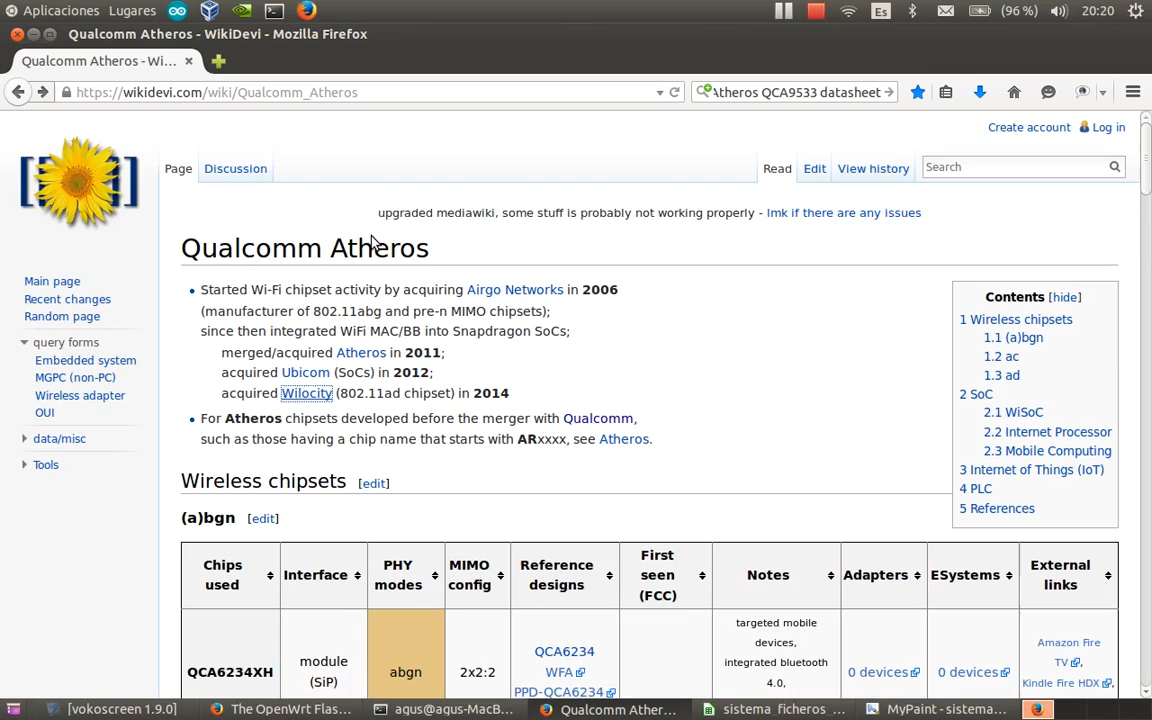 Aplicaciones Lugares Es (96 %) 20:20
Qualcomm Atheros - WikiDevi - Mozilla Firefox
Qualcomm Atheros - Wi...
https://wikidevi.com/wiki/Qualcomm_Atheros Atheros QCA9533 datasheet
Create account Log in
Page Discussion Read Edit View history Search
upgraded mediawiki, some stuff is probably not working properly - lmk if there are any issues
Qualcomm Atheros
Started Wi-Fi chipset activity by acquiring Airgo Networks in 2006
(manufacturer of 802.11abg and pre-n MIMO chipsets);
since then integrated WiFi MAC/BB into Snapdragon SoCs;
merged/acquired Atheros in 2011;
acquired Ubicom (SoCs) in 2012;
acquired Wilocity (802.11ad chipset) in 2014
For Atheros chipsets developed before the merger with Qualcomm,
such as those having a chip name that starts with ARxxxx, see Atheros.
Main page
Recent changes
Random page
query forms
Embedded system
MGPC (non-PC)
Wireless adapter
OUI
data/misc
Tools
Contents [hide]
1 Wireless chipsets
1.1 (a)bgn
1.2 ac
1.3 ad
2 SoC
2.1 WiSoC
2.2 Internet Processor
2.3 Mobile Computing
3 Internet of Things (IoT)
4 PLC
5 References
Wireless chipsets [edit]
(a)bgn [edit]
Chips used Interface PHY modes MIMO config Reference designs First seen (FCC) Notes Adapters ESystems External links
QCA6234XH
module (SiP)
abgn
2x2:2
QCA6234
WFA
PPD-QCA6234
targeted mobile
devices,
integrated bluetooth
4.0,
0 devices
0 devices
Amazon Fire
TV,
Kindle Fire HDX,
[vokoscreen 1.9.0] The OpenWrt Flas... agus@agus-MacB... Qualcomm Ather... sistema_ficheros_... MyPaint - sistema...